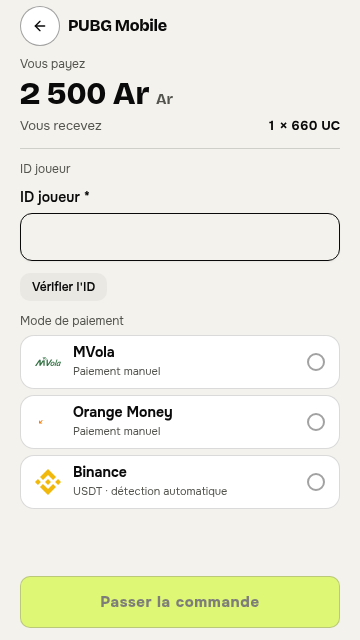 PUBG Mobile
Vous payez
2 500 Ar Ar
Vous recevez 1 × 660 UC
ID joueur
ID joueur *
Vérifier l'ID
Mode de paiement
MVola
MVola
Paiement manuel
Orange Money
Paiement manuel
Binance
USDT · détection automatique
Passer la commande